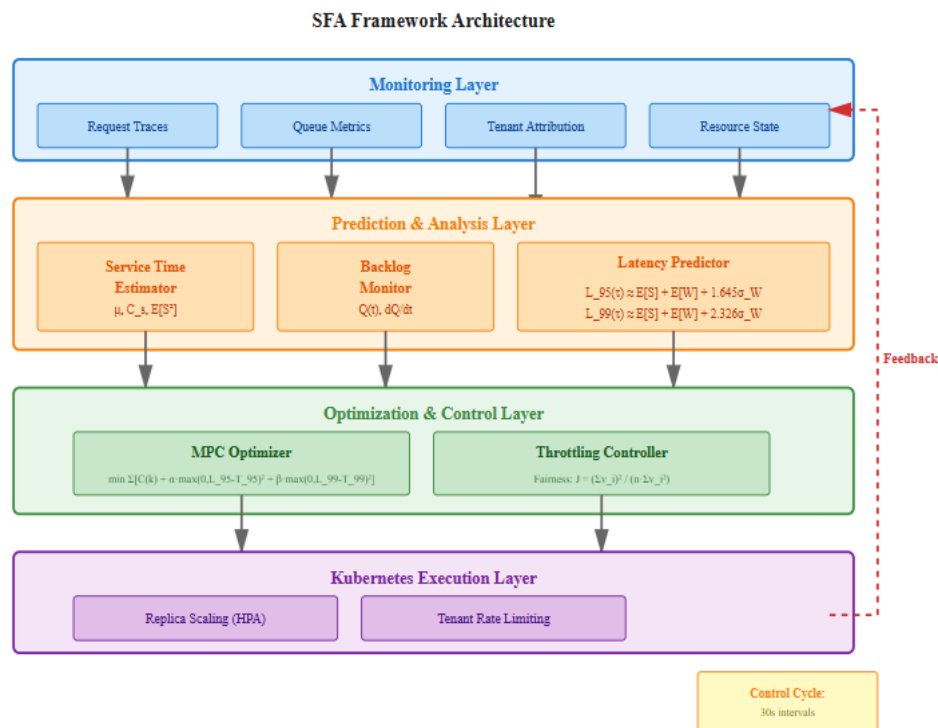 SFA Framework Architecture
Monitoring Layer
Request Traces
Queue Metrics
Tenant Attribution
Resource State
Prediction & Analysis Layer
Service Time
Estimator
μ, C_s, E[S²]
Backlog
Monitor
Q(t), dQ/dt
Latency Predictor
L_95(τ) ≈ E[S] + E[W] + 1.645σ_W
L_99(τ) ≈ E[S] + E[W] + 2.326σ_W
Feedback
Optimization & Control Layer
MPC Optimizer
min Σ[C(k) + α·max(0,L_95-T_95)² + β·max(0,L_99-T_99)²]
Throttling Controller
Fairness: J = (Σv_i)² / (n·Σv_i²)
Kubernetes Execution Layer
Replica Scaling (HPA)
Tenant Rate Limiting
Control Cycle:
30s intervals